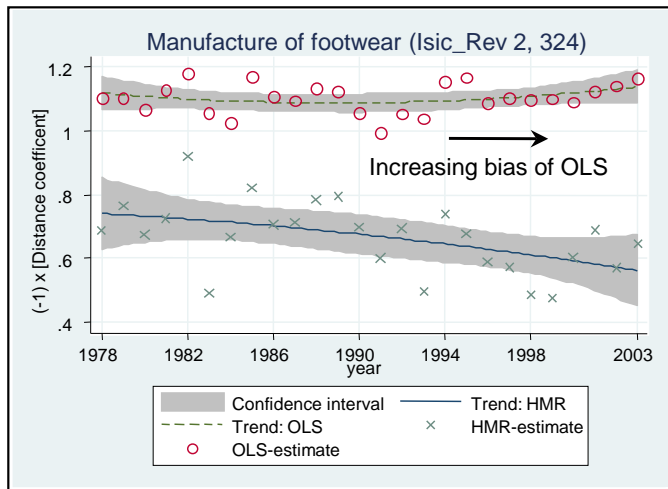 Manufacture of footwear (Isic_Rev 2, 324)
1.2
1
.8
.6
.4
(-1) x [Distance coefficent]
Increasing bias of OLS
1978
1982
1986
1990
1994
1998
2003
year
Confidence interval
Trend: HMR
Trend: OLS
HMR-estimate
OLS-estimate